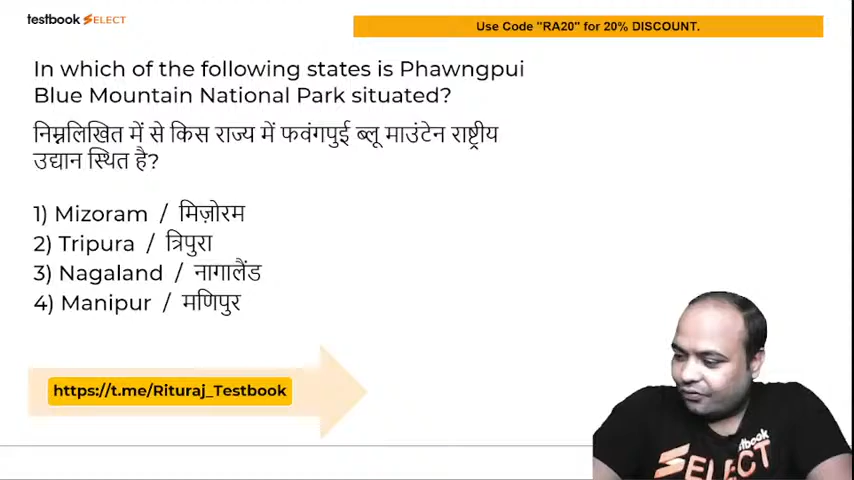 testbook SELECT
Use Code "RA20" for 20% DISCOUNT.
In which of the following states is Phawngpui
Blue Mountain National Park situated?
निम्नलिखित में से किस राज्य में फवंगपुई ब्लू माउंटेन राष्ट्रीय
उद्यान स्थित है?
1) Mizoram / मिज़ोरम
2) Tripura / त्रिपुरा
3) Nagaland / नागालैंड
4) Manipur / मणिपुर
https://t.me/Rituraj_Testbook
testbook
SELECT